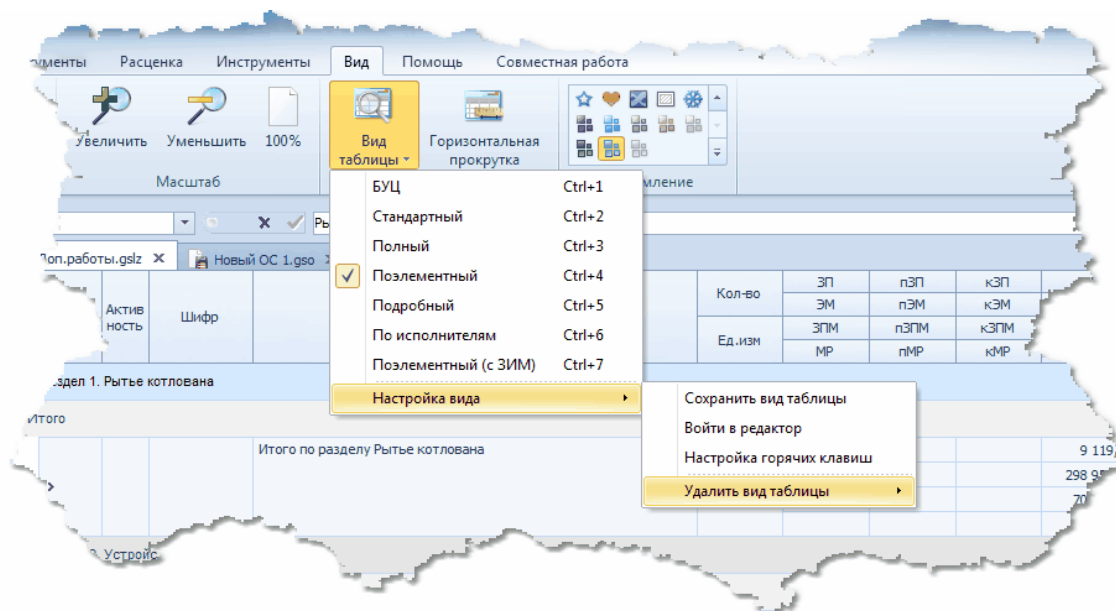 Расценка Инструменты Вид Помощь Совместная работа
Увеличить Уменьшить 100% Вид таблицы Горизонтальная прокрутка
Масштаб
БУЦ Ctrl+1
Стандартный Ctrl+2
Полный Ctrl+3
Поэлементный Ctrl+4
Подробный Ctrl+5
По исполнителям Ctrl+6
Поэлементный (с ЗИМ) Ctrl+7
Настройка вида
Сохранить вид таблицы
Войти в редактор
Настройка горячих клавиш
Удалить вид таблицы
Доп.работы.gslz Новый ОС 1.gso
Актив
ность
Шифр
Кол-во
Ед.изм
ЗП пЗП кЗП
ЭМ пЭМ кЭМ
ЗПМ пЗПМ кЗПМ
МР пМР кМР
1. Рытье котлована
Итого
Итого по разделу Рытье котлована
9 119